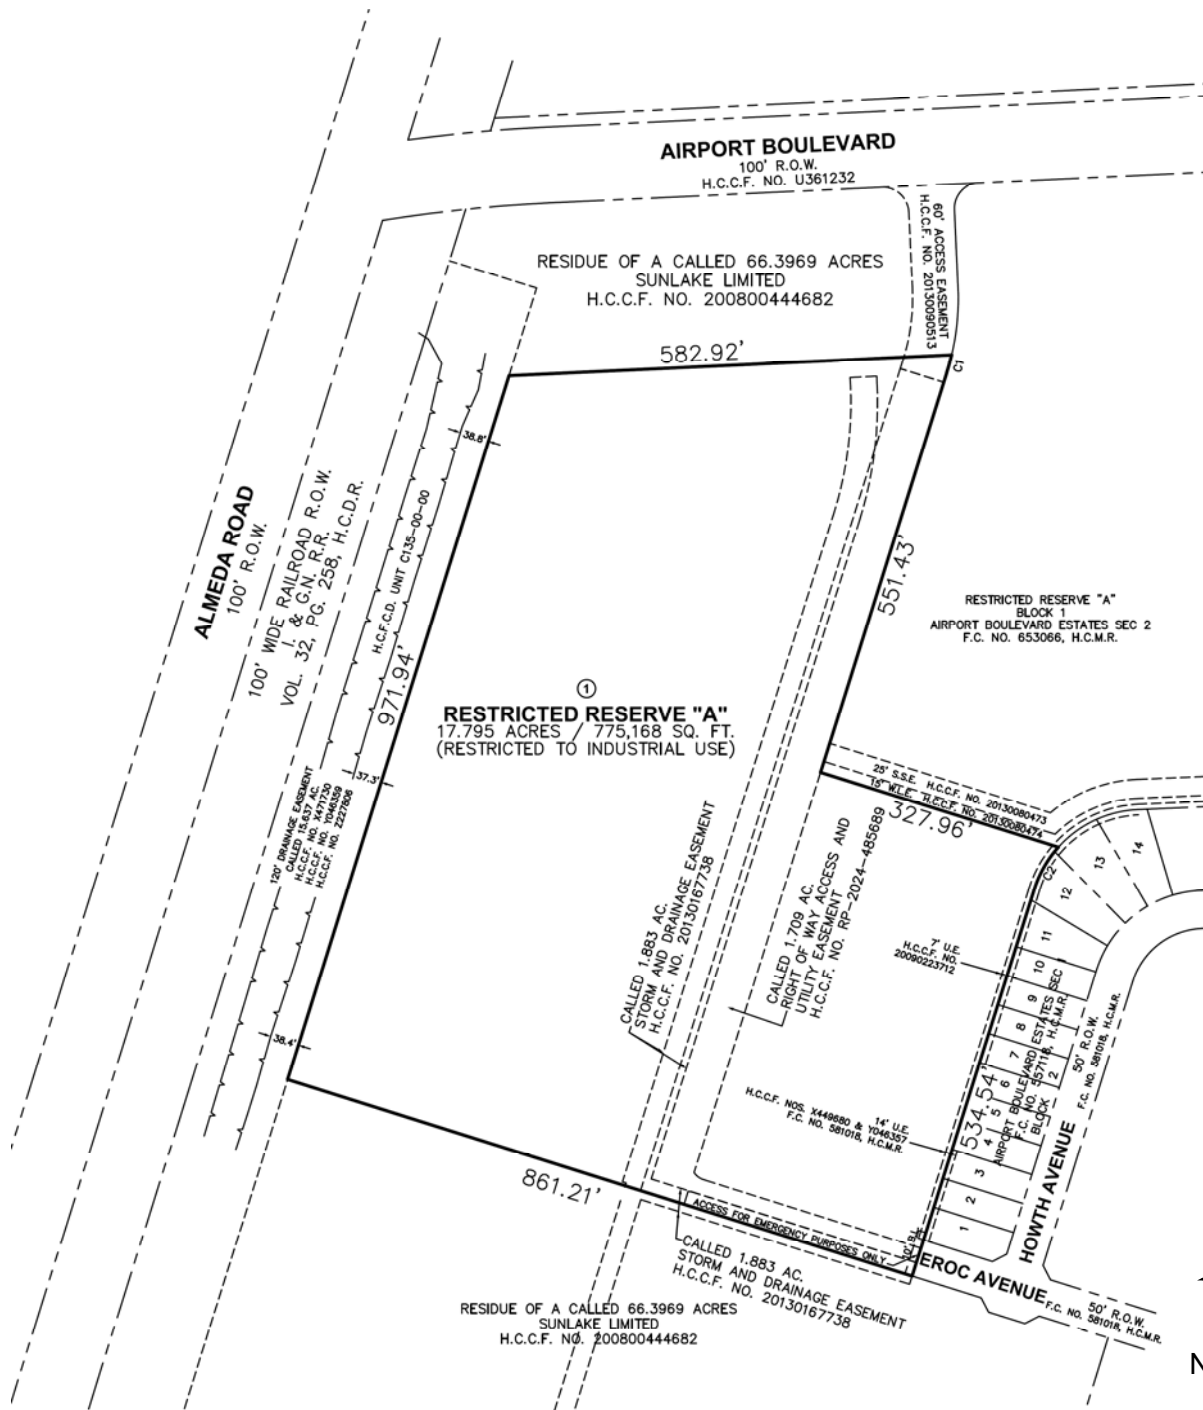 AIRPORT BOULEVARD
100' R.O.W.
H.C.C.F. NO. U361232
60' ACCESS EASEMENT
H.C.C.F. NO. 20130090513
RESIDUE OF A CALLED 66.3969 ACRES
SUNLAKE LIMITED
H.C.C.F. NO. 200800444682
582.92'
C1
38.8'
ALMEDA ROAD
100' R.O.W.
100' WIDE RAILROAD R.O.W.
I. & G.N. R.R.
VOL. 32, PG. 258, H.C.D.R.
H.C.F.C.D. UNIT C135-00-00
971.94'
551.43'
RESTRICTED RESERVE "A"
BLOCK 1
AIRPORT BOULEVARD ESTATES SEC 2
F.C. NO. 653066, H.C.M.R.
1
RESTRICTED RESERVE "A"
17.795 ACRES / 775,168 SQ. FT.
(RESTRICTED TO INDUSTRIAL USE)
37.3'
120' DRAINAGE EASEMENT
CALLED 15.637 AC.
H.C.C.F. NO. X471730
H.C.C.F. NO. Y046359
H.C.C.F. NO. Z227806
25' S.S.E. H.C.C.F. NO. 20130080473
15' W.L.E. H.C.C.F. NO. 20130080474
327.96'
C2
14
13
12
11
10
9
8
7
6
5
4
3
2
1
CALLED 1.883 AC.
STORM AND DRAINAGE EASEMENT
H.C.C.F. NO. 20130167738
CALLED 1.709 AC.
RIGHT OF WAY ACCESS AND
UTILITY EASEMENT
H.C.C.F. NO. RP-2024-485689
7' U.E.
H.C.C.F. NO.
20090223712
AIRPORT BOULEVARD ESTATES SEC 1
F.C. NO. 557118, H.C.M.R.
BLOCK 2
534.54'
50' R.O.W.
F.C. NO. 581018, H.C.M.R.
HOWTH AVENUE
38.4'
14' U.E.
H.C.C.F. NOS. X449680 & Y046357
F.C. NO. 581018, H.C.M.R.
861.21'
ACCESS FOR EMERGENCY PURPOSES ONLY
10' B.L.
EROC AVENUE
50' R.O.W.
F.C. NO. 581018, H.C.M.R.
CALLED 1.883 AC.
STORM AND DRAINAGE EASEMENT
H.C.C.F. NO. 20130167738
RESIDUE OF A CALLED 66.3969 ACRES
SUNLAKE LIMITED
H.C.C.F. NO. 200800444682
N